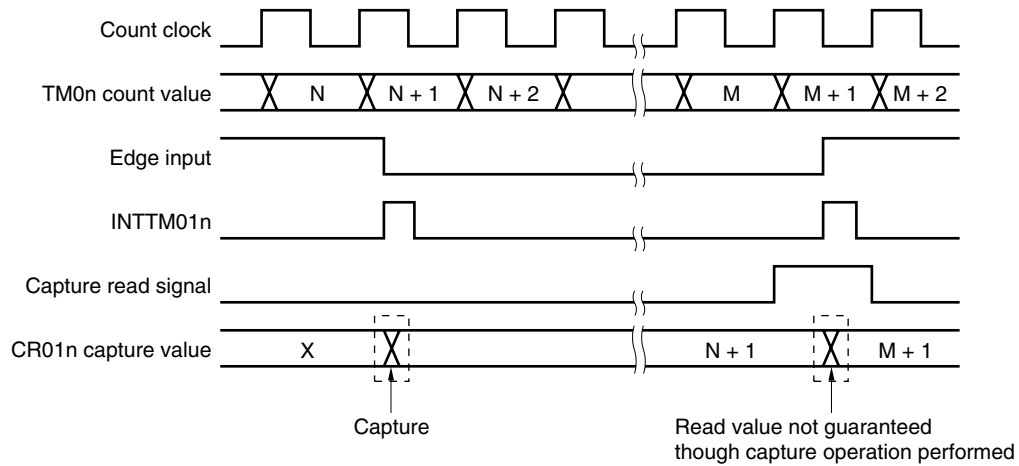 Count clock
TM0n count value
N
N + 1
N + 2
M
M + 1
M + 2
Edge input
INTTM01n
Capture read signal
CR01n capture value
X
N + 1
M + 1
Capture
Read value not guaranteed
though capture operation performed